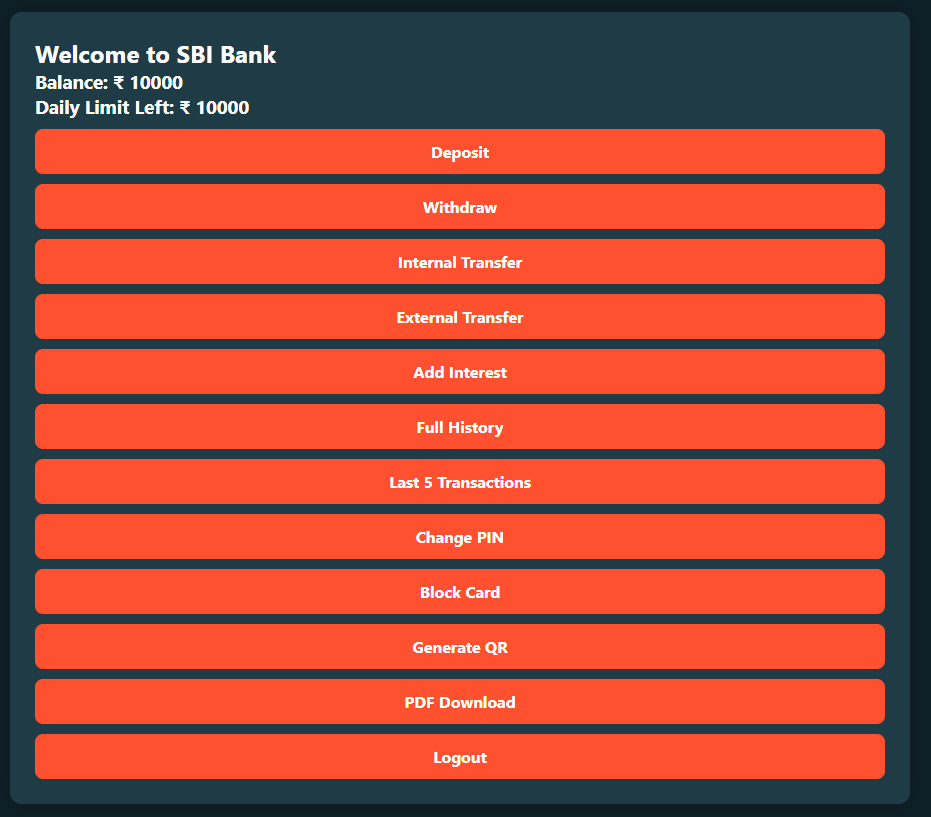 Welcome to SBI Bank
Balance: ₹ 10000
Daily Limit Left: ₹ 10000
Deposit
Withdraw
Internal Transfer
External Transfer
Add Interest
Full History
Last 5 Transactions
Change PIN
Block Card
Generate QR
PDF Download
Logout